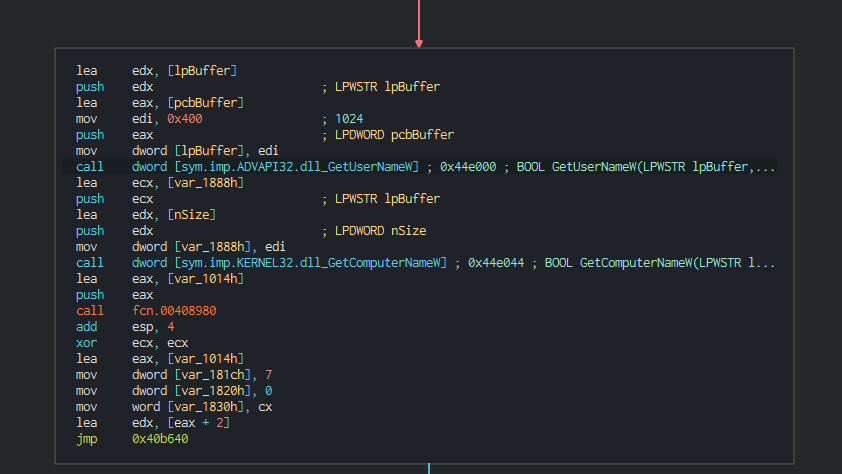 lea edx, [lpBuffer]
push edx ; LPWSTR lpBuffer
lea eax, [pcbBuffer]
mov edi, 0x400 ; 1024
push eax ; LPDWORD pcbBuffer
mov dword [lpBuffer], edi
call dword [sym.imp.ADVAPI32.dll_GetUserNameW] ; 0x44e000 ; BOOL GetUserNameW(LPWSTR lpBuffer,...
lea ecx, [var_1888h]
push ecx ; LPWSTR lpBuffer
lea edx, [nSize]
push edx ; LPDWORD nSize
mov dword [var_1888h], edi
call dword [sym.imp.KERNEL32.dll_GetComputerNameW] ; 0x44e044 ; BOOL GetComputerNameW(LPWSTR l...
lea eax, [var_1014h]
push eax
call fcn.00408980
add esp, 4
xor ecx, ecx
lea eax, [var_1014h]
mov dword [var_181ch], 7
mov dword [var_1820h], 0
mov word [var_1830h], cx
lea edx, [eax + 2]
jmp 0x40b640